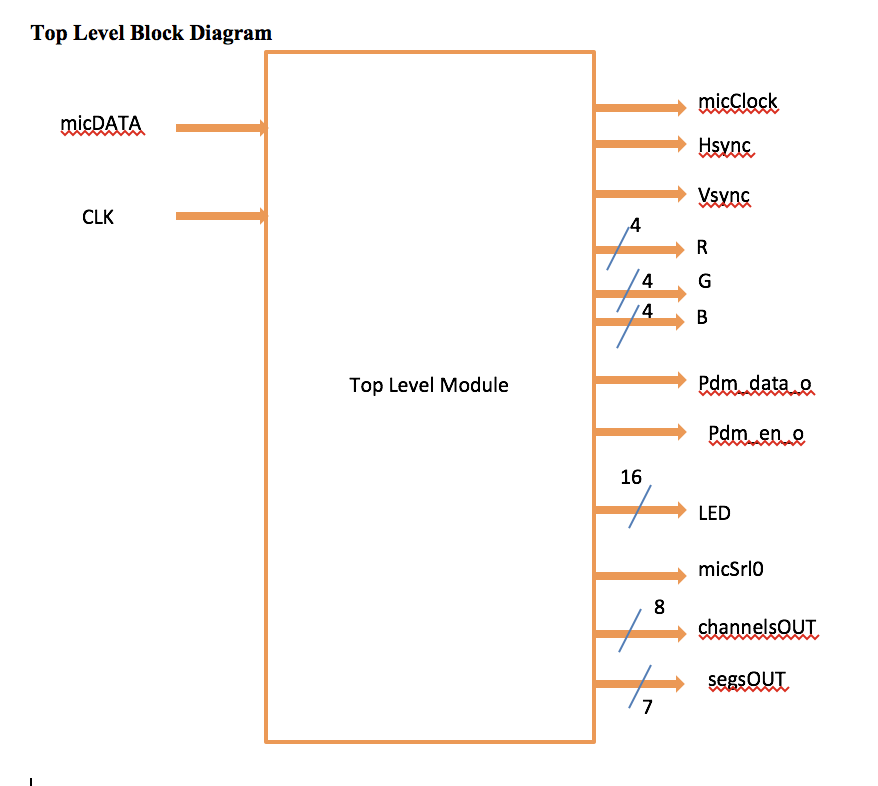 Top Level Block Diagram
micDATA
CLK
Top Level Module
micClock
Hsync
Vsync
4
R
4
G
4
B
Pdm_data_o
Pdm_en_o
16
LED
micSrl0
8
channelsOUT
segsOUT
7